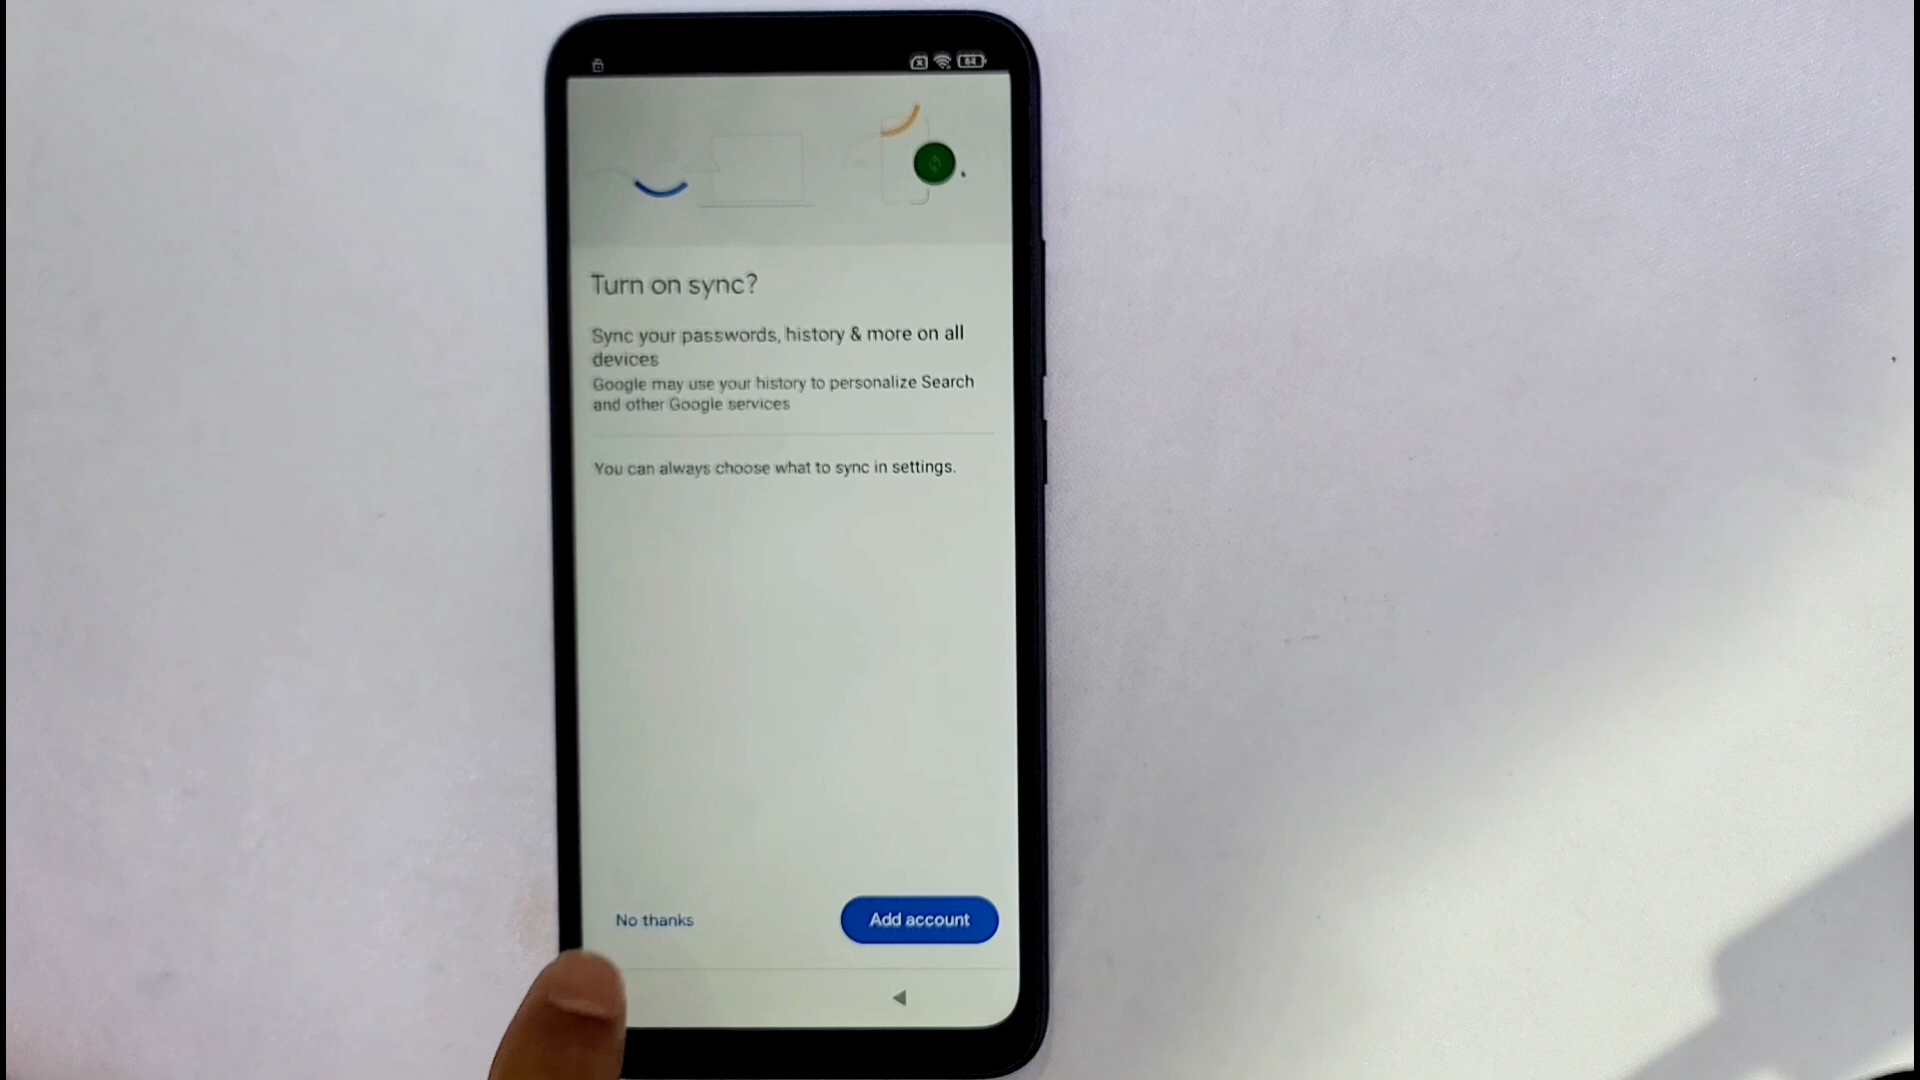 64
Turn on sync?
Sync your passwords, history & more on all
devices
Google may use your history to personalize Search
and other Google services
You can always choose what to sync in settings.
No thanks
Add account